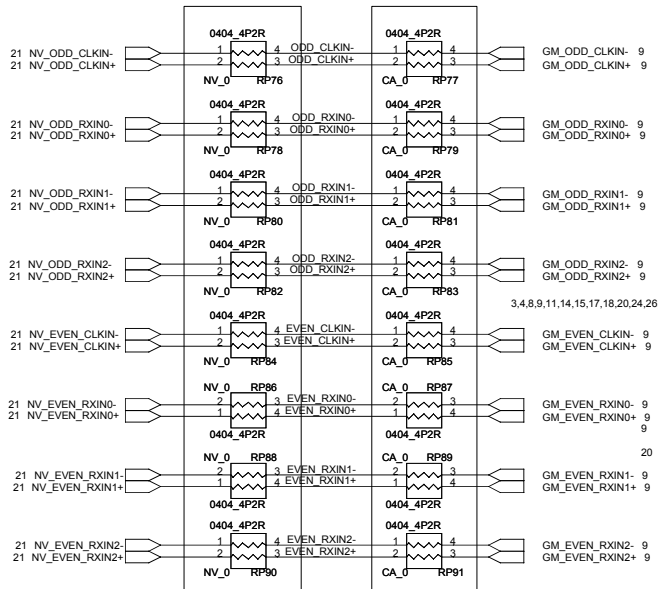 0404_4P2R 0404_4P2R
21 NV_ODD_CLKIN- 1 4 ODD_CLKIN- 1 4 GM_ODD_CLKIN- 9
21 NV_ODD_CLKIN+ 2 3 ODD_CLKIN+ 2 3 GM_ODD_CLKIN+ 9
NV_0 RP76 CA_0 RP77
0404_4P2R 0404_4P2R
21 NV_ODD_RXIN0- 1 4 ODD_RXIN0- 1 4 GM_ODD_RXIN0- 9
21 NV_ODD_RXIN0+ 2 3 ODD_RXIN0+ 2 3 GM_ODD_RXIN0+ 9
NV_0 RP78 CA_0 RP79
0404_4P2R 0404_4P2R
21 NV_ODD_RXIN1- 1 4 ODD_RXIN1- 1 4 GM_ODD_RXIN1- 9
21 NV_ODD_RXIN1+ 2 3 ODD_RXIN1+ 2 3 GM_ODD_RXIN1+ 9
NV_0 RP80 CA_0 RP81
0404_4P2R 0404_4P2R
21 NV_ODD_RXIN2- 1 4 ODD_RXIN2- 1 4 GM_ODD_RXIN2- 9
21 NV_ODD_RXIN2+ 2 3 ODD_RXIN2+ 2 3 GM_ODD_RXIN2+ 9
NV_0 RP82 CA_0 RP83
3,4,8,9,11,14,15,17,18,20,24,26
0404_4P2R 0404_4P2R
21 NV_EVEN_CLKIN- 1 4 EVEN_CLKIN- 1 4 GM_EVEN_CLKIN- 9
21 NV_EVEN_CLKIN+ 2 3 EVEN_CLKIN+ 2 3 GM_EVEN_CLKIN+ 9
NV_0 RP84 CA_0 RP85
NV_0 RP86 CA_0 RP87
21 NV_EVEN_RXIN0- 2 3 EVEN_RXIN0- 2 3 GM_EVEN_RXIN0- 9
21 NV_EVEN_RXIN0+ 1 4 EVEN_RXIN0+ 1 4 GM_EVEN_RXIN0+ 9
9
0404_4P2R 0404_4P2R
20
NV_0 RP88 CA_0 RP89
21 NV_EVEN_RXIN1- 2 3 EVEN_RXIN1- 2 3 GM_EVEN_RXIN1- 9
21 NV_EVEN_RXIN1+ 1 4 EVEN_RXIN1+ 1 4 GM_EVEN_RXIN1+ 9
0404_4P2R 0404_4P2R
0404_4P2R 0404_4P2R
21 NV_EVEN_RXIN2- 1 4 EVEN_RXIN2- 1 4 GM_EVEN_RXIN2- 9
21 NV_EVEN_RXIN2+ 2 3 EVEN_RXIN2+ 2 3 GM_EVEN_RXIN2+ 9
NV_0 RP90 CA_0 RP91